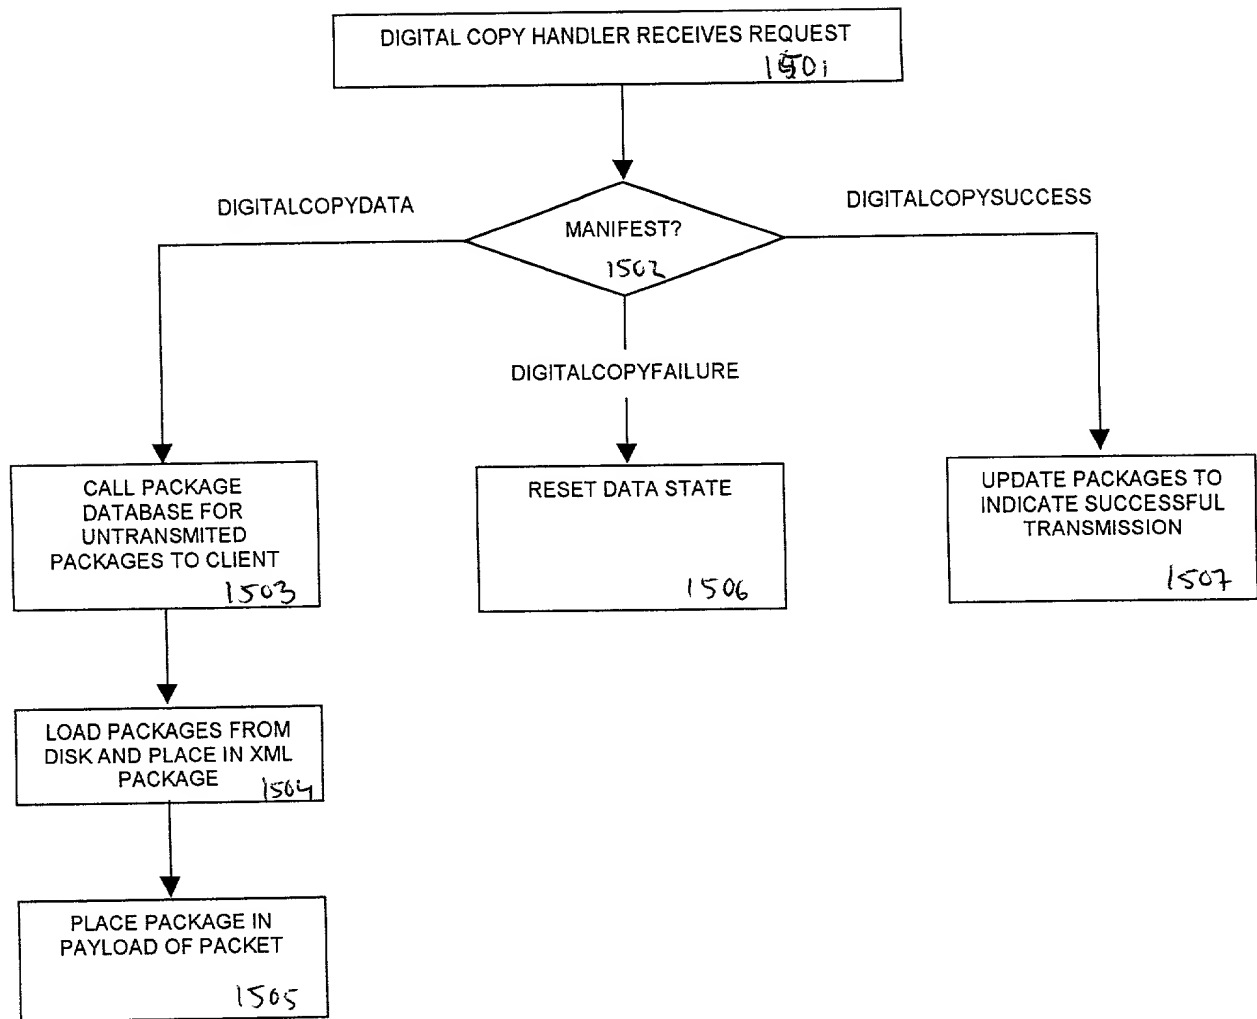 DIGITAL COPY HANDLER RECEIVES REQUEST
1501
DIGITALCOPYDATA
DIGITALCOPYSUCCESS
MANIFEST?
1502
DIGITALCOPYFAILURE
CALL PACKAGE
DATABASE FOR
UNTRANSMITED
PACKAGES TO CLIENT
1503
RESET DATA STATE
1506
UPDATE PACKAGES TO
INDICATE SUCCESSFUL
TRANSMISSION
1507
LOAD PACKAGES FROM
DISK AND PLACE IN XML
PACKAGE
1504
PLACE PACKAGE IN
PAYLOAD OF PACKET
1505